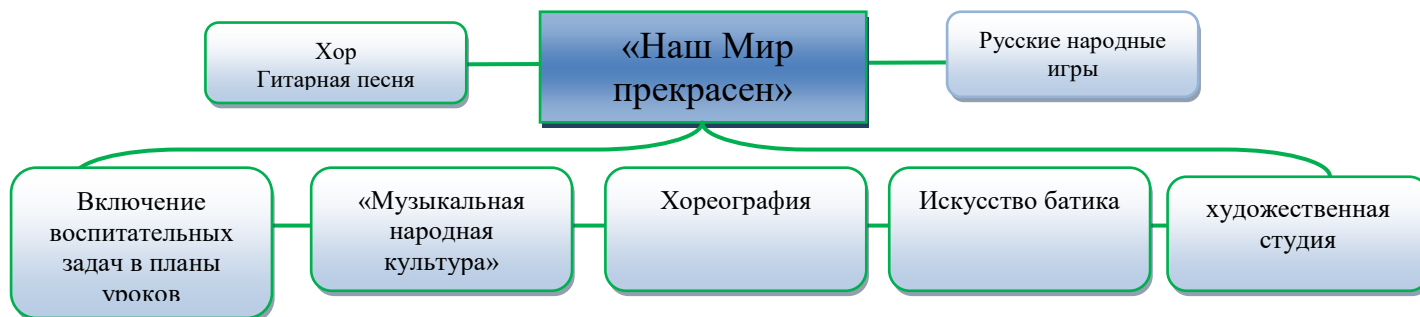 Хор
Гитарная песня
«Наш Мир
прекрасен»
Русские народные
игры
Включение
воспитательных
задач в планы
уроков
«Музыкальная
народная
культура»
Хореография
Искусство батика
художественная
студия